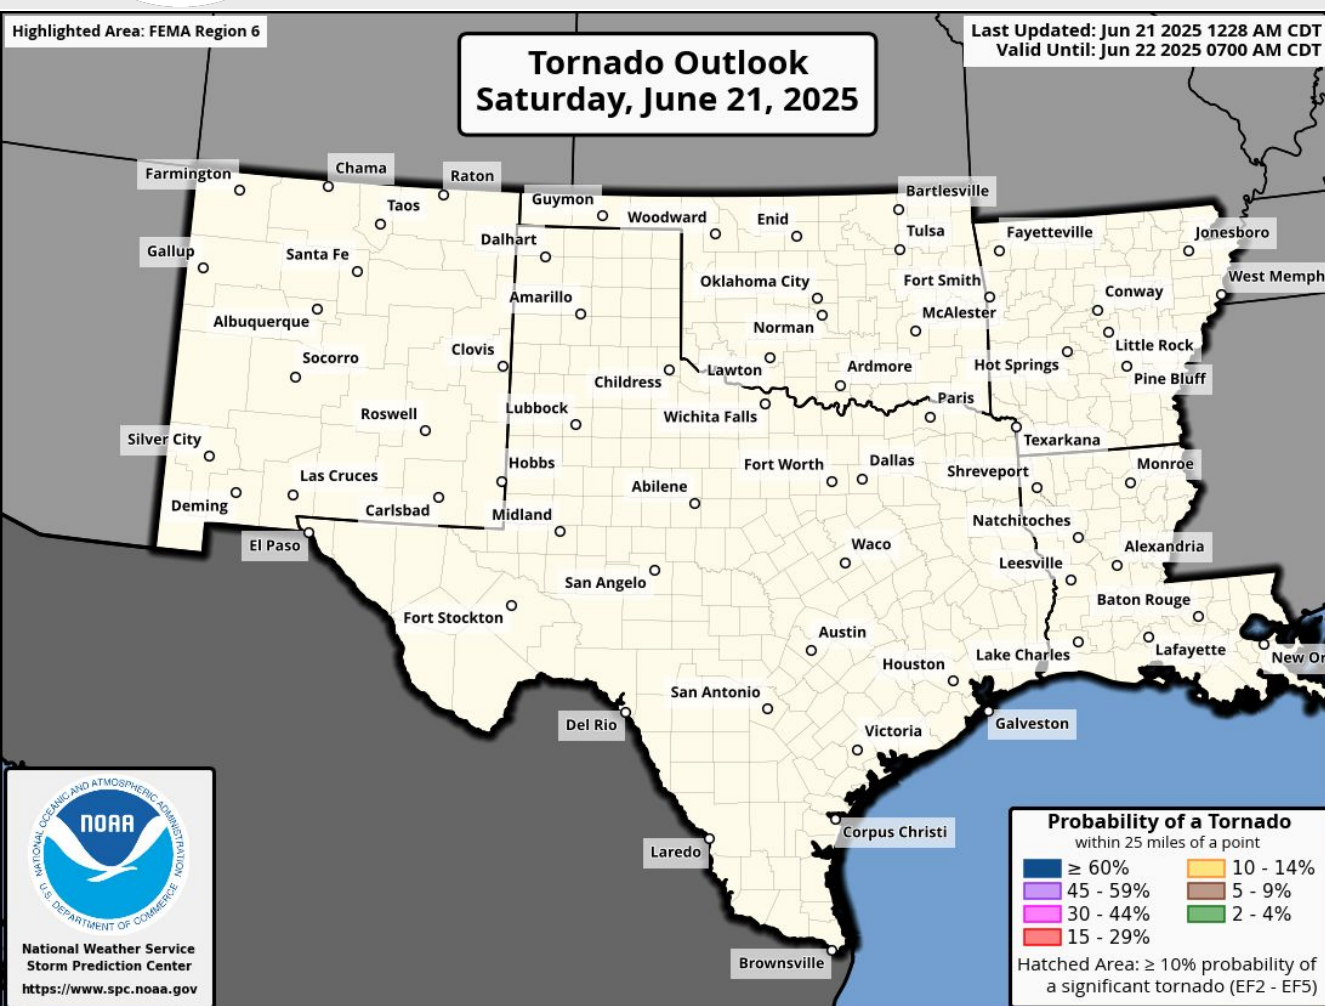 Highlighted Area: FEMA Region 6
Last Updated: Jun 21 2025 1228 AM CDT
Valid Until: Jun 22 2025 0700 AM CDT
Tornado Outlook
Saturday, June 21, 2025
Farmington
Chama
Raton
Taos
Guymon
Woodward
Enid
Bartlesville
Tulsa
Fayetteville
Jonesboro
Gallup
Santa Fe
Dalhart
Oklahoma City
Fort Smith
West Memph
Amarillo
Conway
Albuquerque
Norman
McAlester
Little Rock
Socorro
Clovis
Childress
Lawton
Ardmore
Hot Springs
Pine Bluff
Roswell
Lubbock
Wichita Falls
Paris
Silver City
Texarkana
Las Cruces
Hobbs
Fort Worth
Dallas
Shreveport
Monroe
Deming
Carlsbad
Midland
Abilene
Natchitoches
El Paso
Waco
Alexandria
San Angelo
Leesville
Fort Stockton
Baton Rouge
Austin
Lake Charles
Lafayette
New Or
Houston
San Antonio
Del Rio
Galveston
Victoria
Corpus Christi
Laredo
Brownsville
NATIONAL OCEANIC AND ATMOSPHERIC ADMINISTRATION
NOAA
U.S. DEPARTMENT OF COMMERCE
National Weather Service
Storm Prediction Center
https://www.spc.noaa.gov
Probability of a Tornado
within 25 miles of a point
≥ 60%
10 - 14%
45 - 59%
5 - 9%
30 - 44%
2 - 4%
15 - 29%
Hatched Area: ≥ 10% probability of
a significant tornado (EF2 - EF5)